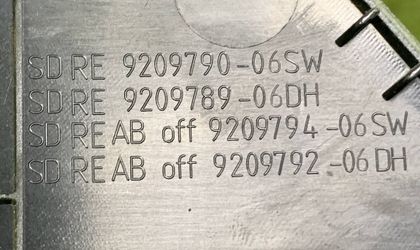 SD RE 9209790-06SW
SD RE 9209789-06DH
SD RE AB off 9209794-06SW
SD RE AB off 9209792-06DH